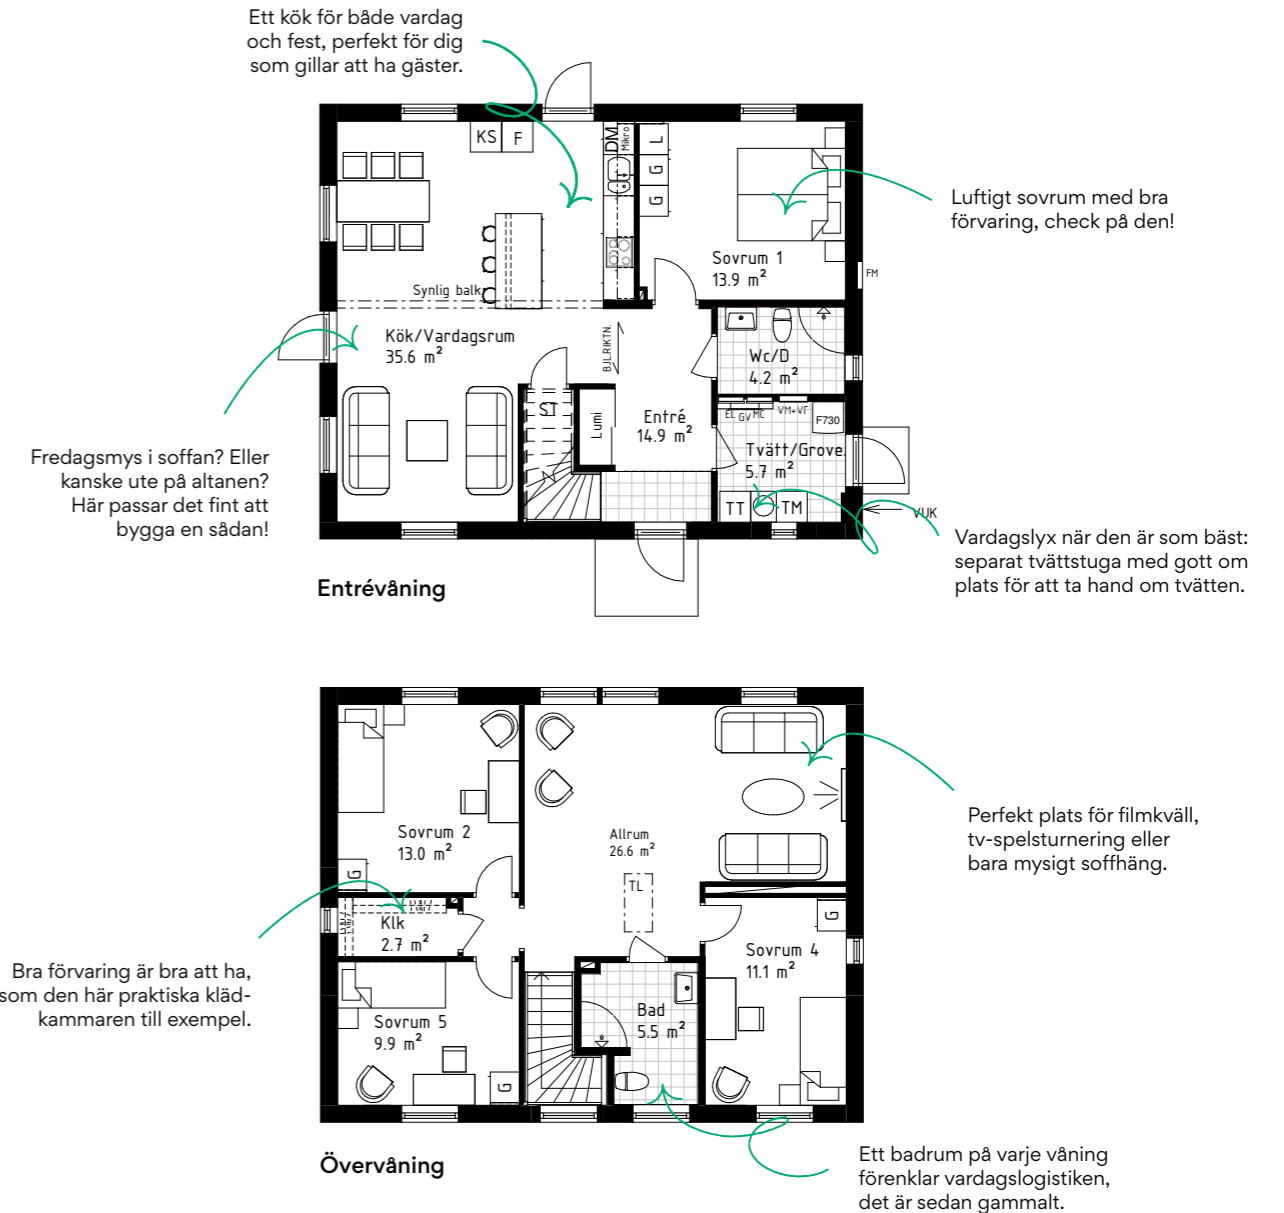 Ett kök för både vardag
och fest, perfekt för dig
som gillar att ha gäster.
KS
F
DM
Mikro
L
G
G
Luftigt sovrum med bra
förvaring, check på den!
Sovrum 1
13.9 m²
FM
Synlig balk
Kök/Vardagsrum
35.6 m²
BJL.RIKTN.
Wc/D
4.2 m²
ST
Lumi
Entré
14.9 m²
EL
GV
MC
VM+VF
F730
Tvätt/Grove.
5.7 m²
TT
TM
VUK
Fredagsmys i soffan? Eller
kanske ute på altanen?
Här passar det fint att
bygga en sådan!
Vardagslyx när den är som bäst:
separat tvättstuga med gott om
plats för att ta hand om tvätten.
Entrévåning
Sovrum 2
13.0 m²
G
Allrum
26.6 m²
TL
Perfekt plats för filmkväll,
tv-spelsturnering eller
bara mysigt soffhäng.
Klk
2.7 m²
G
Sovrum 4
11.1 m²
Bra förvaring är bra att ha,
som den här praktiska kläd-
kammaren till exempel.
Sovrum 5
9.9 m²
G
Bad
5.5 m²
Övervåning
Ett badrum på varje våning
förenklar vardagslogistiken,
det är sedan gammalt.